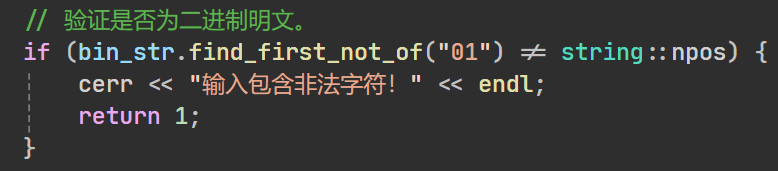 // 验证是否为二进制明文。
if (bin_str.find_first_not_of("01") != string::npos) {
    cerr << "输入包含非法字符！" << endl;
    return 1;
}